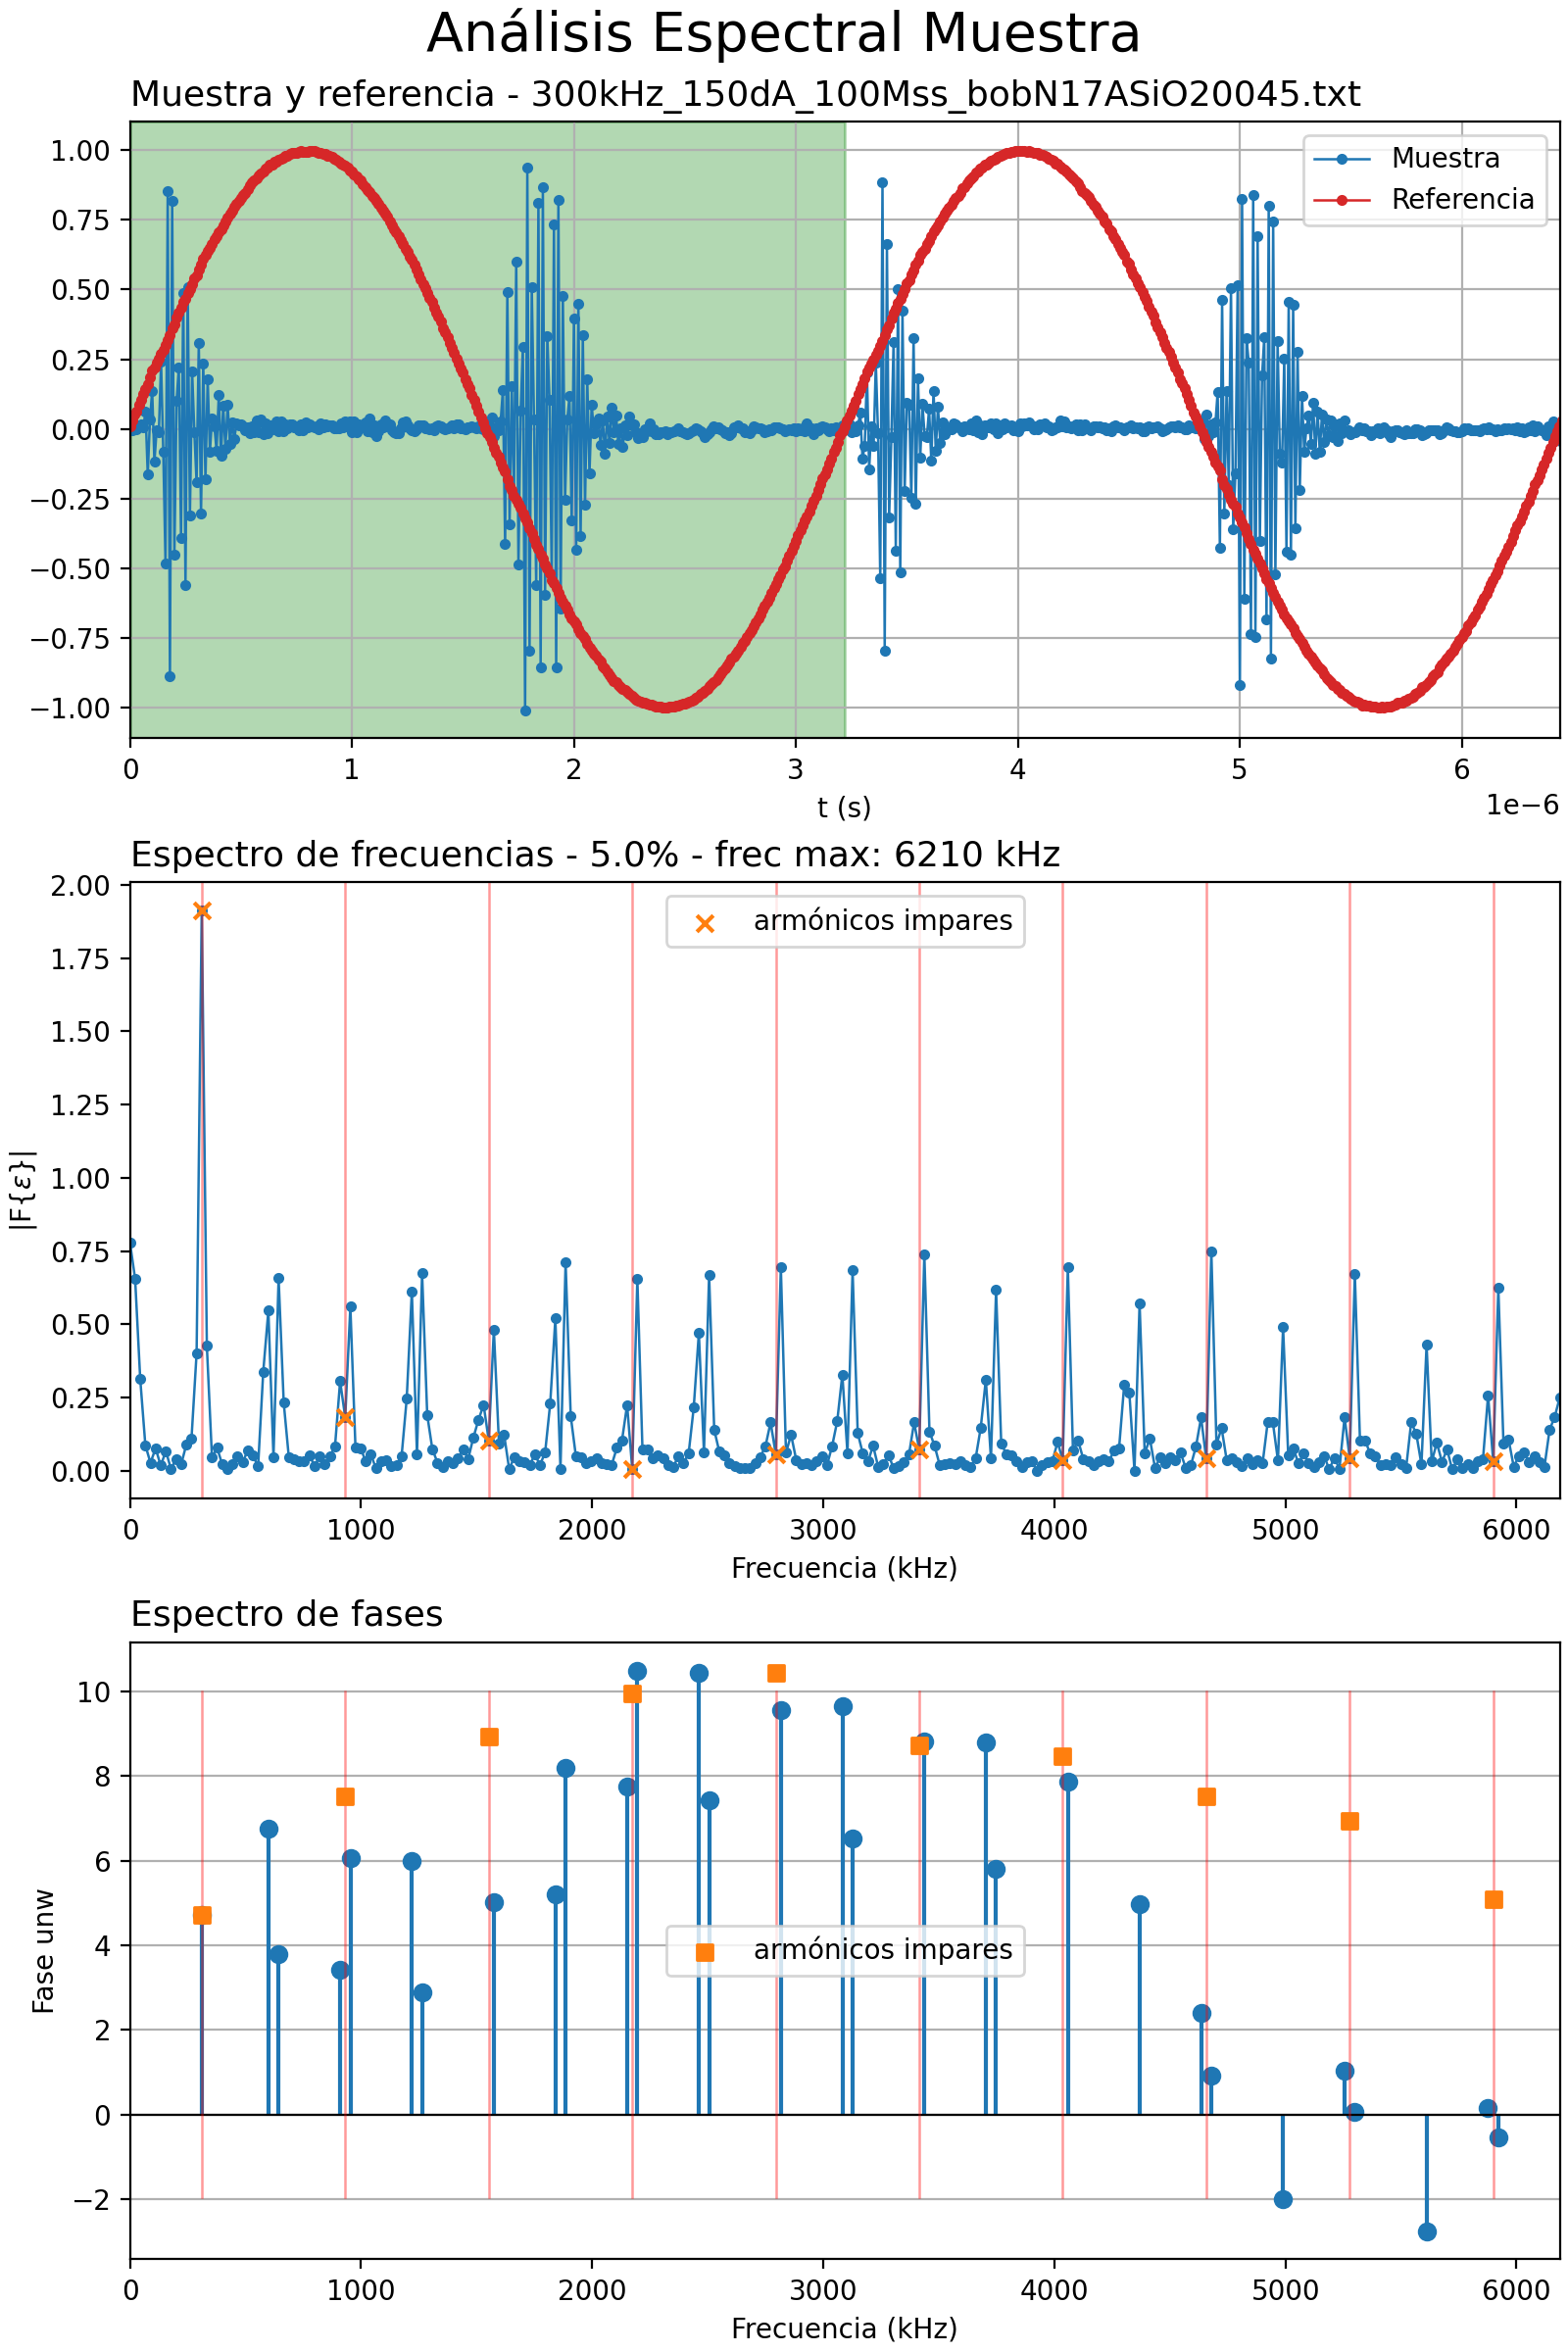 Análisis Espectral Muestra
Muestra y referencia - 300kHz_150dA_100Mss_bobN17ASiO20045.txt
1.00
0.75
0.50
0.25
0.00
−0.25
−0.50
−0.75
−1.00
Muestra
Referencia
0 1 2 3 4 5 6
1e−6
t (s)
Espectro de frecuencias - 5.0% - frec max: 6210 kHz
2.00
1.75
1.50
1.25
1.00
0.75
0.50
0.25
0.00
|F{ε}|
armónicos impares
0 1000 2000 3000 4000 5000 6000
Frecuencia (kHz)
Espectro de fases
10
8
6
4
2
0
−2
Fase unw
armónicos impares
0 1000 2000 3000 4000 5000 6000
Frecuencia (kHz)